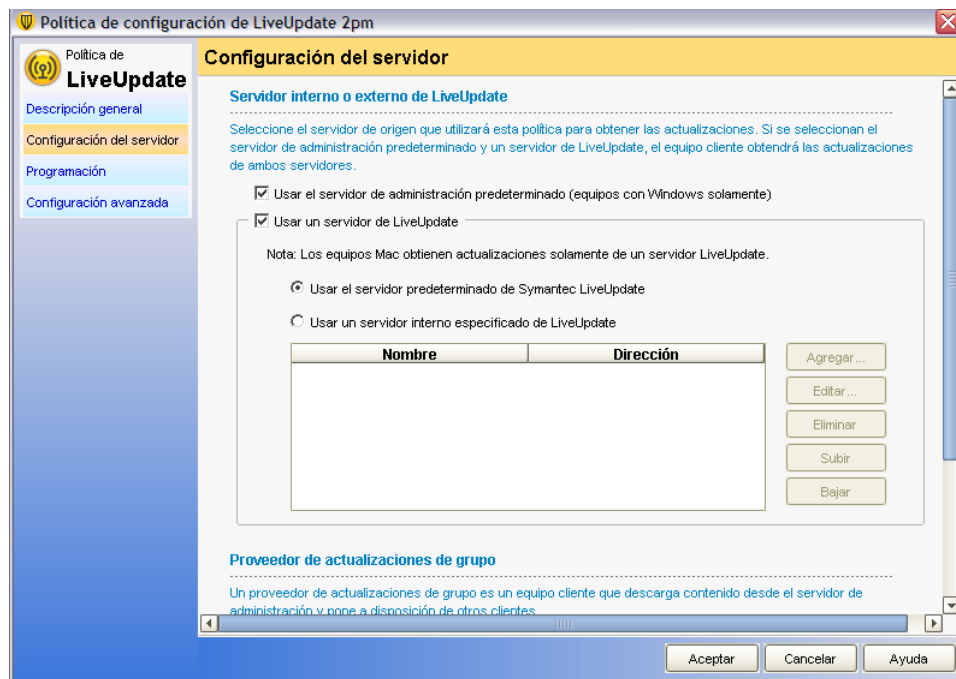 Política de configuración de LiveUpdate 2pm
Política de
LiveUpdate
Descripción general
Configuración del servidor
Programación
Configuración avanzada
Configuración del servidor
Servidor interno o externo de LiveUpdate
Seleccione el servidor de origen que utilizará esta política para obtener las actualizaciones. Si se seleccionan el
servidor de administración predeterminado y un servidor de LiveUpdate, el equipo cliente obtendrá las actualizaciones
de ambos servidores.
Usar el servidor de administración predeterminado (equipos con Windows solamente)
Usar un servidor de LiveUpdate
Nota: Los equipos Mac obtienen actualizaciones solamente de un servidor LiveUpdate.
Usar el servidor predeterminado de Symantec LiveUpdate
Usar un servidor interno especificado de LiveUpdate
Nombre Dirección
Agregar...
Editar...
Eliminar
Subir
Bajar
Proveedor de actualizaciones de grupo
Un proveedor de actualizaciones de grupo es un equipo cliente que descarga contenido desde el servidor de
administración y pone a disposición de otros clientes
Aceptar Cancelar Ayuda